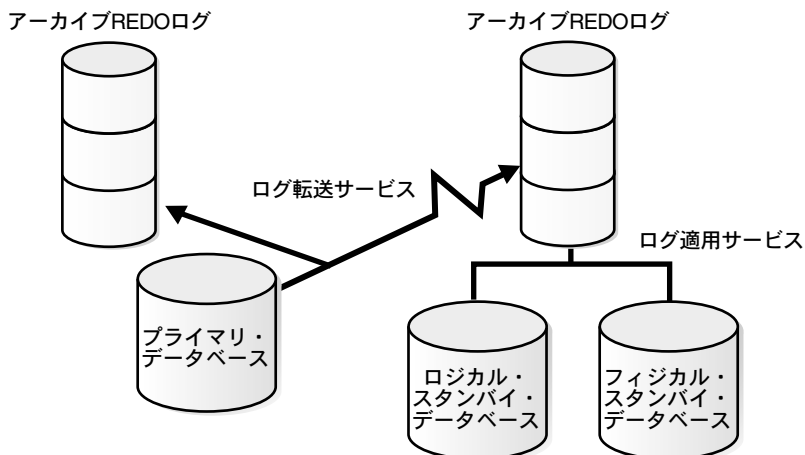 アーカイブREDOログ
アーカイブREDOログ
ログ転送サービス
ログ適用サービス
プライマリ・
データベース
ロジカル・
スタンバイ・
データベース
フィジカル・
スタンバイ・
データベース